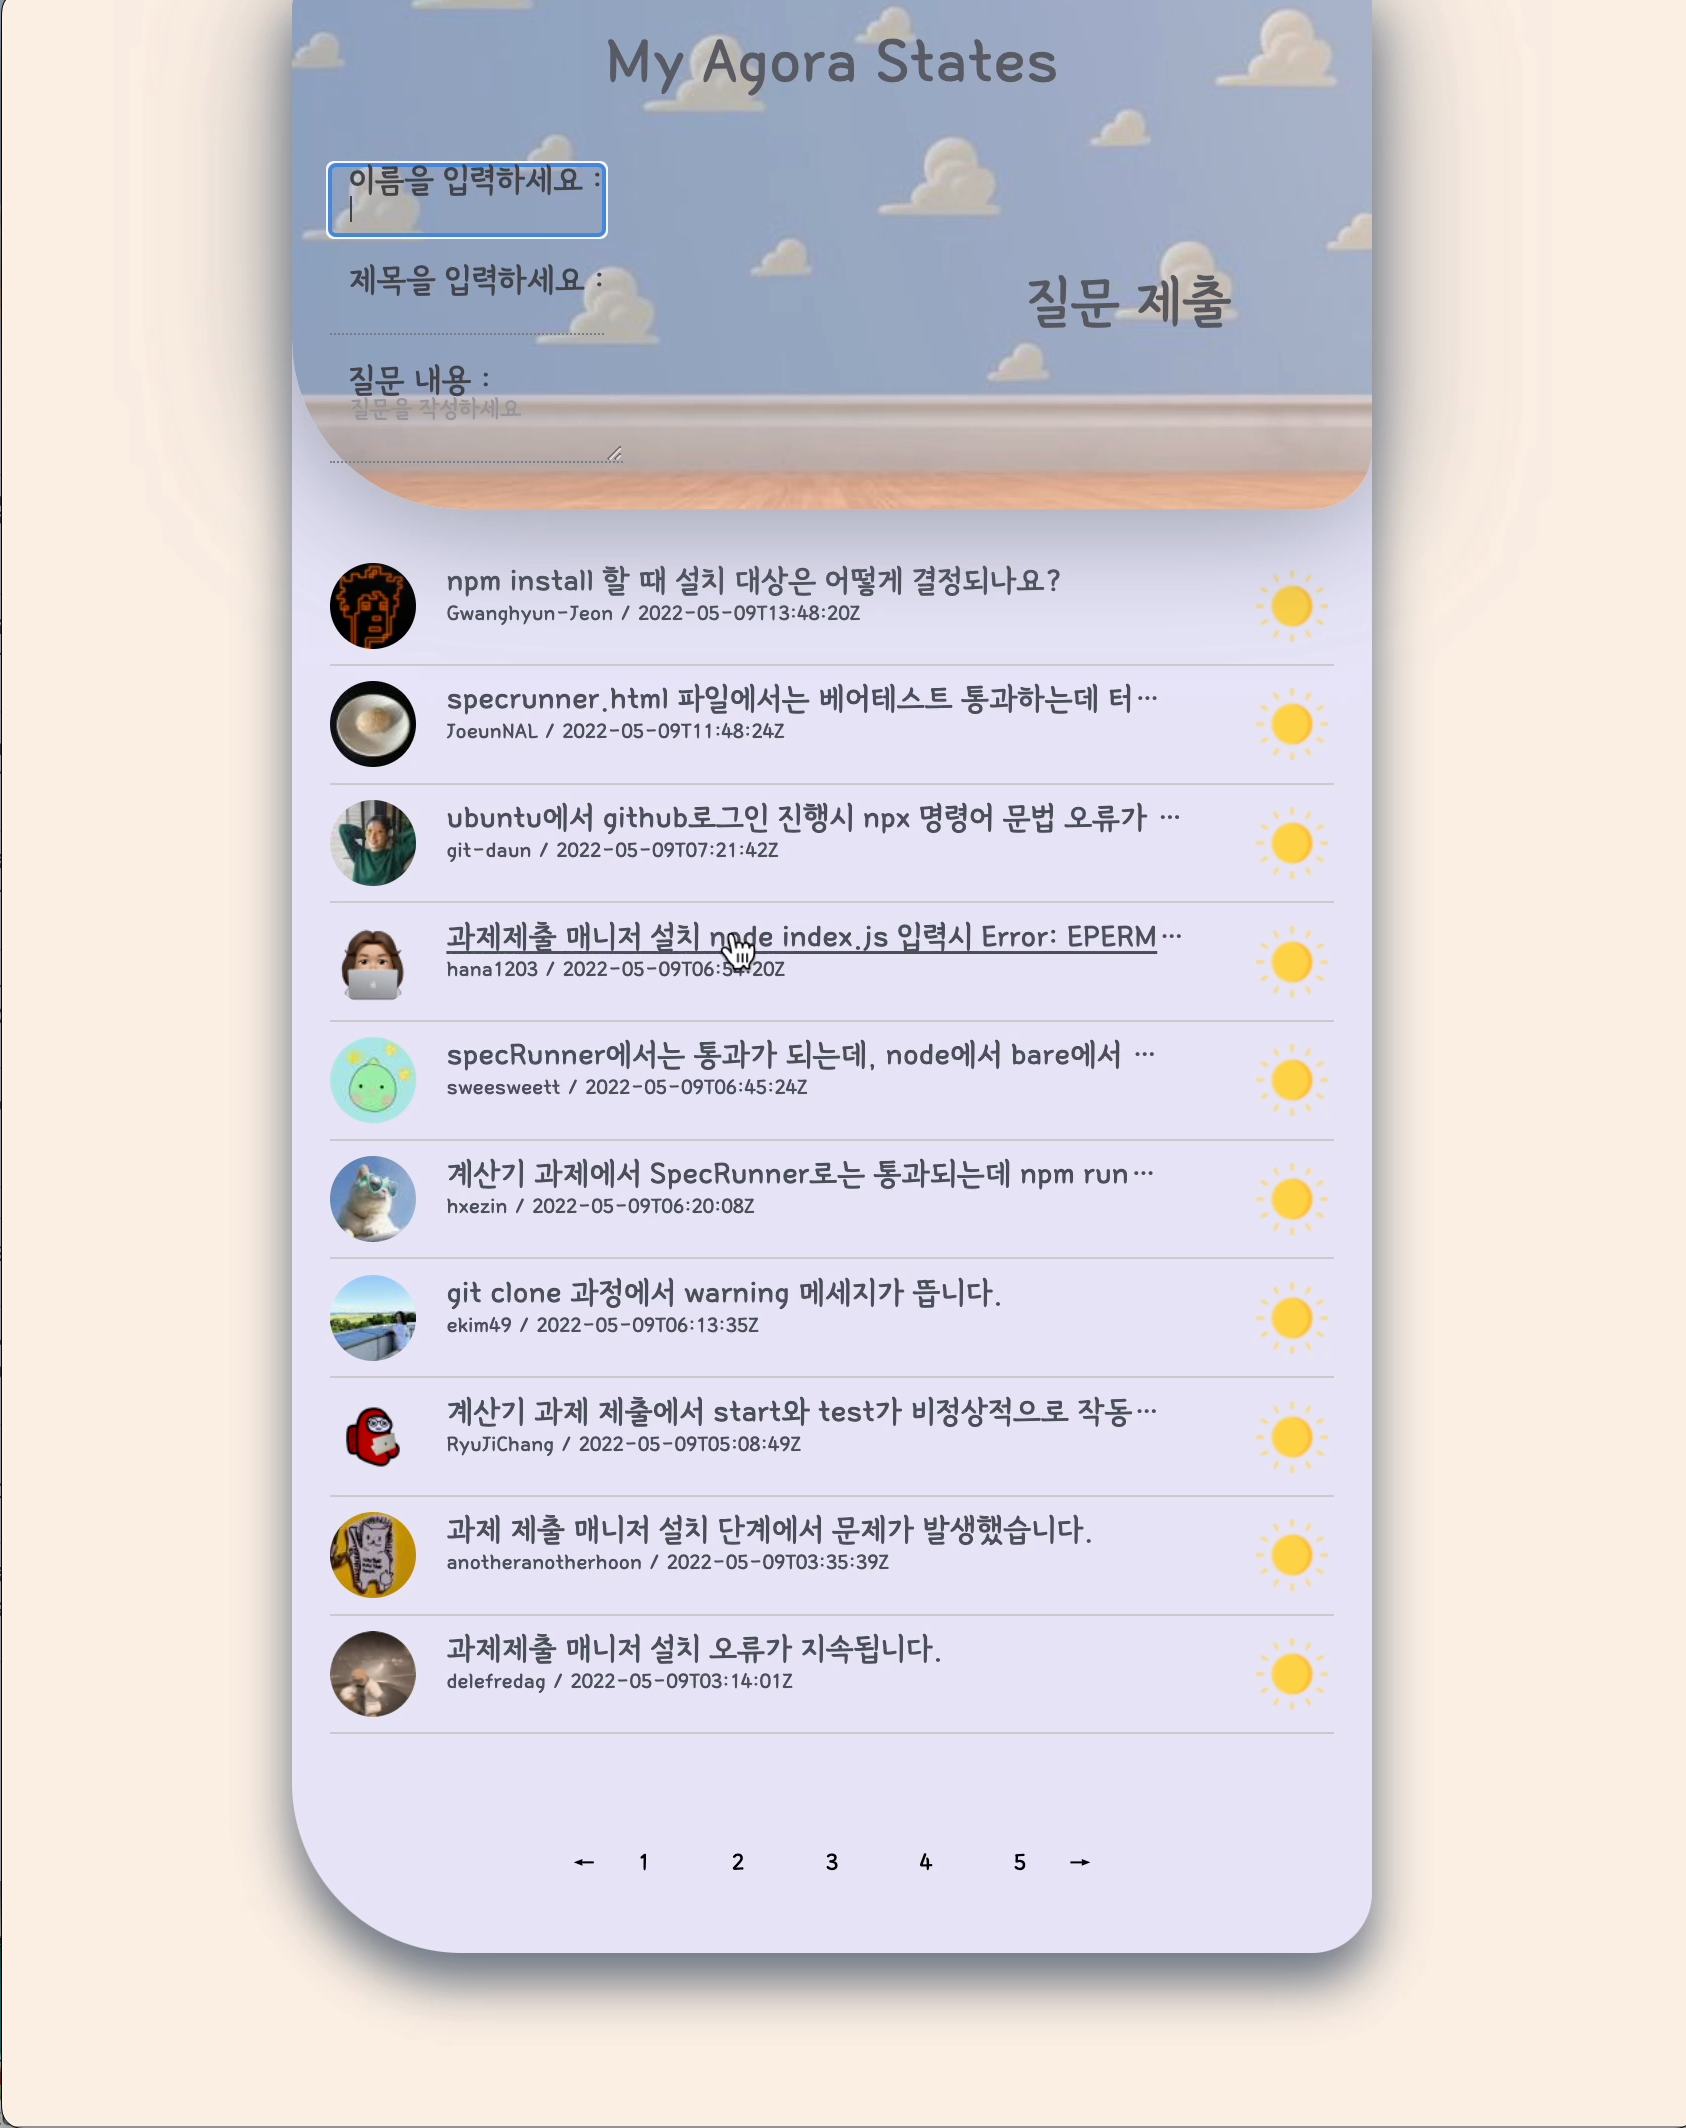 My Agora States
이름을 입력하세요 :
제목을 입력하세요 :
질문 제출
질문 내용 :
질문을 작성하세요
npm install 할 때 설치 대상은 어떻게 결정되나요?
Gwanghyun-Jeon / 2022-05-09T13:48:20Z
specrunner.html 파일에서는 베어테스트 통과하는데 터…
JoeunNAL / 2022-05-09T11:48:24Z
ubuntu에서 github로그인 진행시 npx 명령어 문법 오류가 …
git-daun / 2022-05-09T07:21:42Z
과제제출 매니저 설치 node index.js 입력시 Error: EPERM…
hana1203 / 2022-05-09T06:51:20Z
specRunner에서는 통과가 되는데, node에서 bare에서 …
sweesweett / 2022-05-09T06:45:24Z
계산기 과제에서 SpecRunner로는 통과되는데 npm run…
hxezin / 2022-05-09T06:20:08Z
git clone 과정에서 warning 메세지가 뜹니다.
ekim49 / 2022-05-09T06:13:35Z
계산기 과제 제출에서 start와 test가 비정상적으로 작동…
RyuJiChang / 2022-05-09T05:08:49Z
과제 제출 매니저 설치 단계에서 문제가 발생했습니다.
anotheranotherhoon / 2022-05-09T03:35:39Z
과제제출 매니저 설치 오류가 지속됩니다.
delefredag / 2022-05-09T03:14:01Z
← 1 2 3 4 5 →